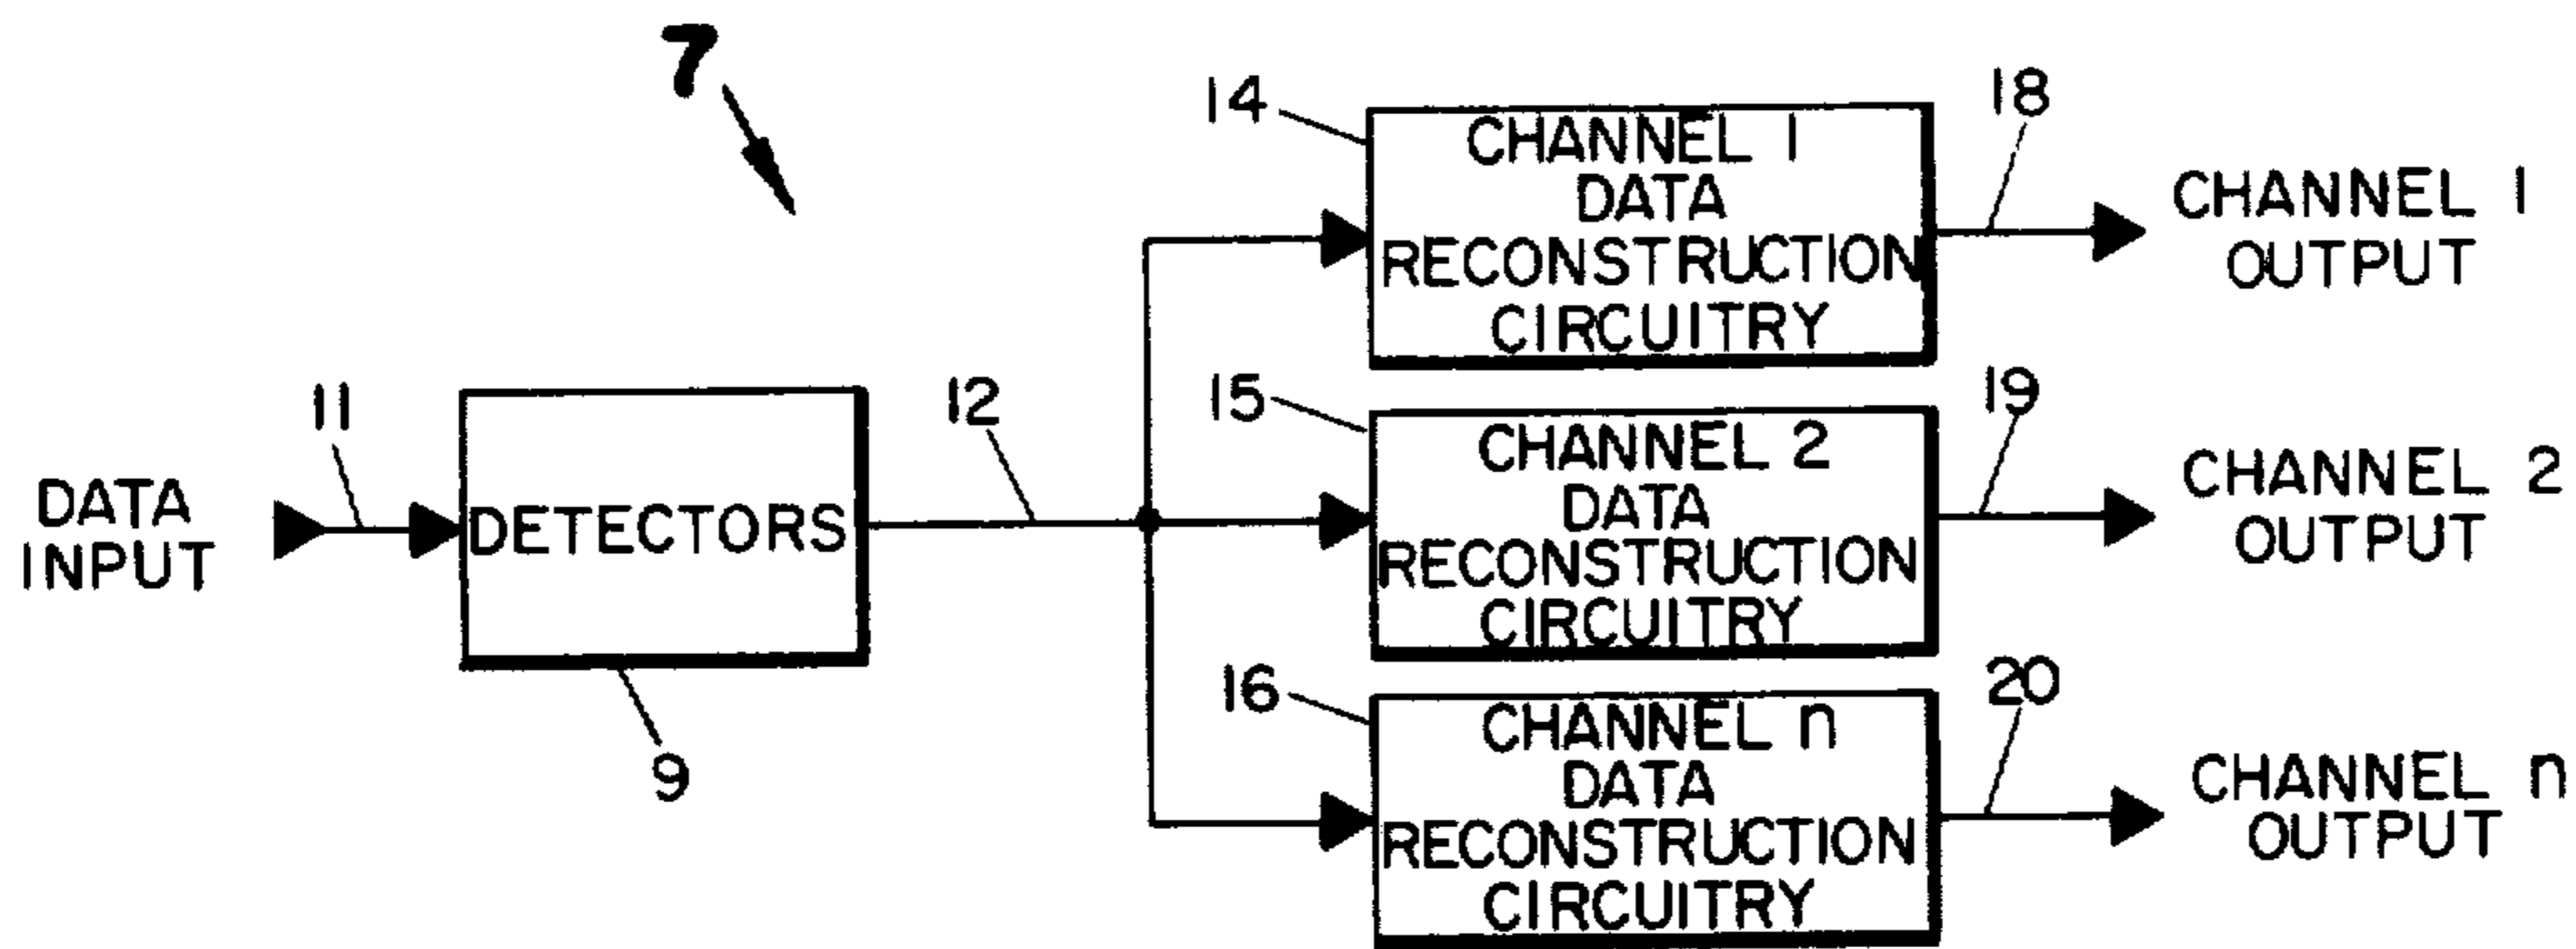 7
DATA
INPUT
11
DETECTORS
9
12
14
CHANNEL 1
DATA
RECONSTRUCTION
CIRCUITRY
18
CHANNEL 1
OUTPUT
15
CHANNEL 2
DATA
RECONSTRUCTION
CIRCUITRY
19
CHANNEL 2
OUTPUT
16
CHANNEL n
DATA
RECONSTRUCTION
CIRCUITRY
20
CHANNEL n
OUTPUT